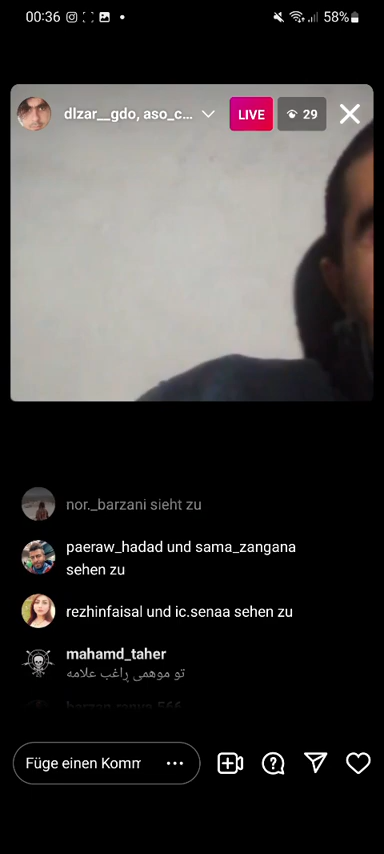 00:36
58%
dlzar__gdo, aso_c...
LIVE
29
nor._barzani sieht zu
paeraw_hadad und sama_zangana
sehen zu
rezhinfaisal und ic.senaa sehen zu
mahamd_taher
تو موهمی ڕاغب علامه
Füge einen Komm